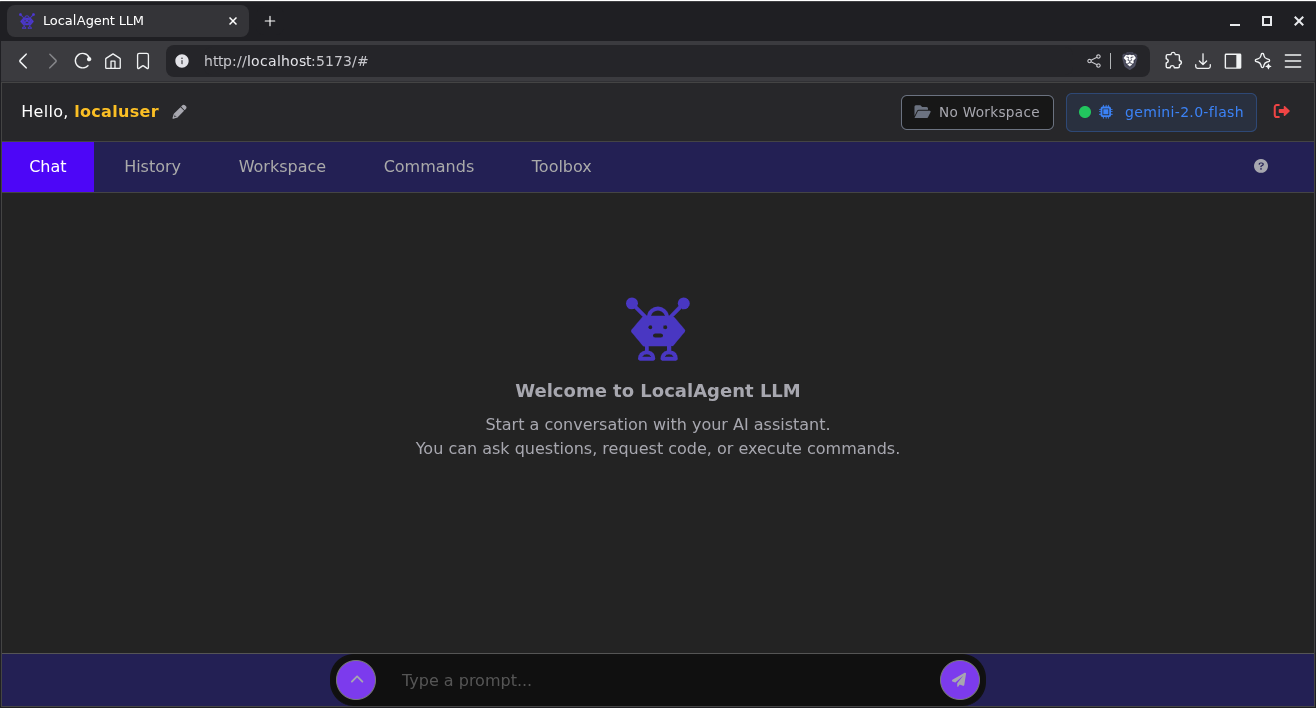 LocalAgent LLM
http://localhost:5173/#
Hello, localuser
No Workspace
gemini-2.0-flash
Chat History Workspace Commands Toolbox
?
Welcome to LocalAgent LLM
Start a conversation with your AI assistant.
You can ask questions, request code, or execute commands.
Type a prompt...